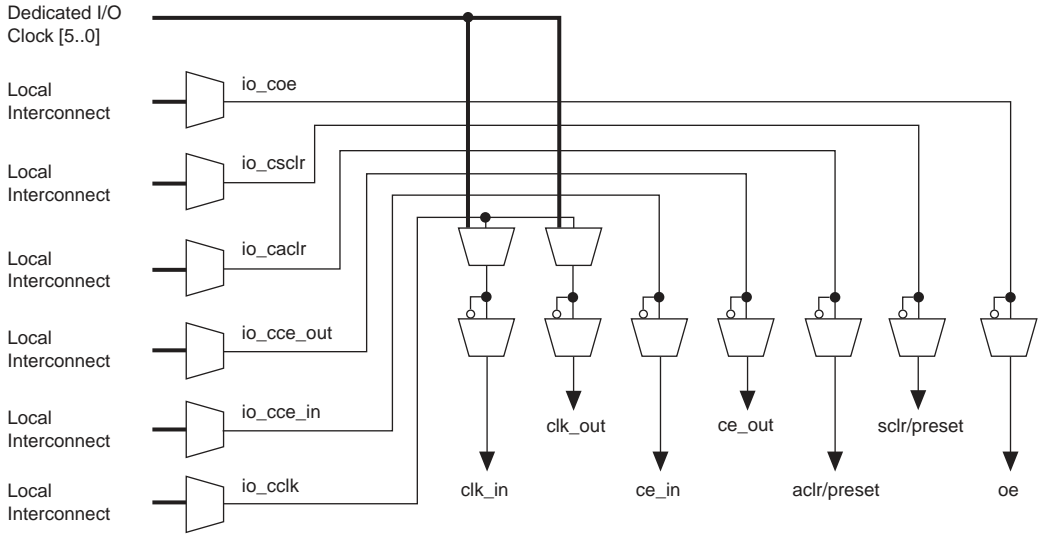 Dedicated I/O
Clock [5..0]
Local
Interconnect
io_coe
Local
Interconnect
io_csclr
Local
Interconnect
io_caclr
Local
Interconnect
io_cce_out
Local
Interconnect
io_cce_in
Local
Interconnect
io_cclk
clk_out
ce_out
sclr/preset
clk_in
ce_in
aclr/preset
oe